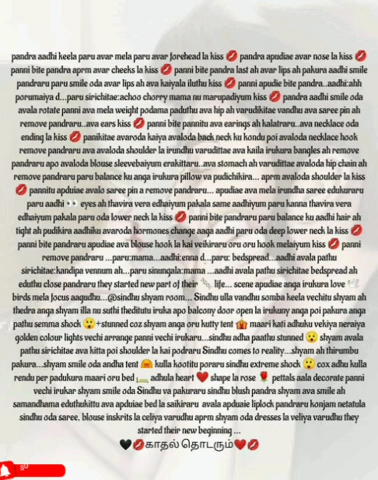 pandra aadhi keela paru avar mela paru avar forehead la kiss 💋 pandra apudiae avar nose la kiss 💋
panni bite pandra aprm avar cheeks la kiss 💋 panni bite pandra last ah avar lips ah pakura aadhi smile
pandraru paru smile oda avar lips ah ava kaiyala iluthu kiss 💋 panni apudie bite pandra...aadhi:ahh
porumaiya d...paru sirichitae:achoo chorry mama nu marupadiyum kiss 💋 pandra aadhi smile oda
avala rotate panni ava mela weight podama paduthu ava hip ah varudikitae vandhu ava saree pin ah
remove pandraru..ava ears kiss 💋 panni bite pannitu ava earings ah kalatraru..ava necklace oda
ending la kiss 💋 panikitae avaroda kaiya avaloda back neck ku kondu poi avaloda necklace hook
remove pandraru ava avaloda shoulder la irundhu varudittae ava kaila irukura bangles ah remove
pandraru apo avaloda blouse sleevebaiyum erakittaru..ava stomach ah varudittae avaloda hip chain ah
remove pandraru paru balance ku anga irukura pillow va pudichikira... aprm avaloda shoulder la kiss
💋 pannitu apduiae avalo saree pin a remove pandraru... apudiae ava mela irundha saree edukuraru
paru aadhi 👀 eyes ah thavira vera edhaiyum pakala same aadhiyum paru kanna thavira vera
edhaiyum pakala paru oda lower neck la kiss 💋 panni bite pandraru paru balance ku aadhi hair ah
tight ah pudikira aadhiku avaroda hormones change aaga aadhi paru oda deep lower neck la kiss 💋
panni bite pandraru apudiae ava blouse hook la kai veikiraru oru oru hook melaiyum kiss 💋 panni
remove pandraru ...paru:mama...aadhi:enna d...paru: bedspread...aadhi avala pathu
sirichitae:kandipa vennum ah...paru sinungala:mama ...aadhi avala pathu sirichitae bedspread ah
eduthu close pandraru they started new part of their life... scene apudiae anga irukura love 🕊
birds mela focus aagudhu...@sindhu shyam room... Sindhu ulla vandhu somba keela vechitu shyam ah
thedra anga shyam illa nu suthi theditutu iruka apo balcony door open la irukuny anga poi pakura anga
pathu semma shock 😲+stunned coz shyam anga oru kutty tent 🛖 maari kati adhuku vekiya neraiya
golden colour lights vechi arrange panni vechi irukaru...sindhu adha paathu stunned 😲 shyam avala
pathu sirichitae ava kitta poi shoulder la kai podraru Sindhu comes to reality...shyam ah thirumbu
pakura...shyam smile oda andha tent 🛖 kulla kootitu poraru sindhu extreme shock 😲 cox adhu kulla
rendu per padukura maari oru bed 🛏 adhula heart ❤️ shape la rose 🌹 pettals aala decorate panni
vechi irukar shyam smile oda Sindhu va pakuraru sindhu blush pandra shyam ava smile ah
samandhama eduthukittu ava apduiae bed la saikiraru avala apduaie liplock pandraru konjam netatula
sindhu oda saree. blouse inskrits la celiya varudhu aprm shyam oda dresses la veliya varudhu they
started their new beginning ...
🖤💋காதல் தொடரும்❤️💋